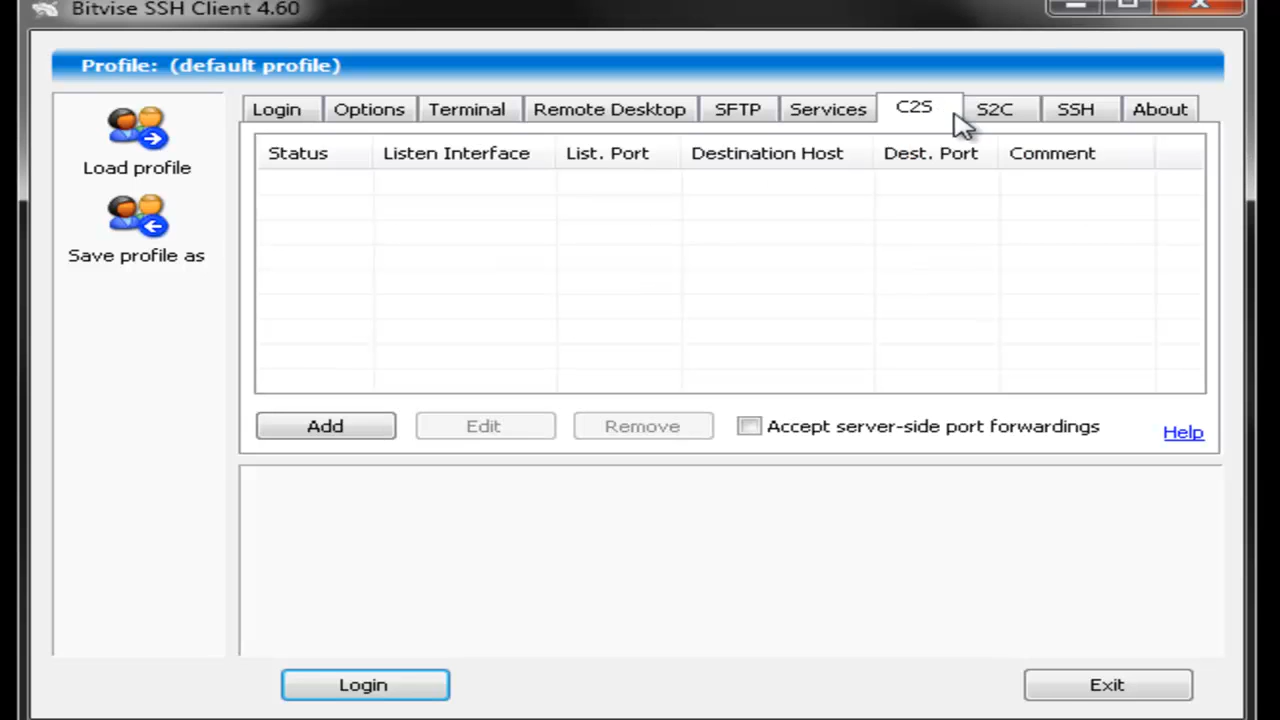 Bitvise SSH Client 4.60
Profile: (default profile)
Load profile
Save profile as
Login Options Terminal Remote Desktop SFTP Services C2S S2C SSH About
Status Listen Interface List. Port Destination Host Dest. Port Comment
Add Edit Remove Accept server-side port forwardings Help
Login Exit